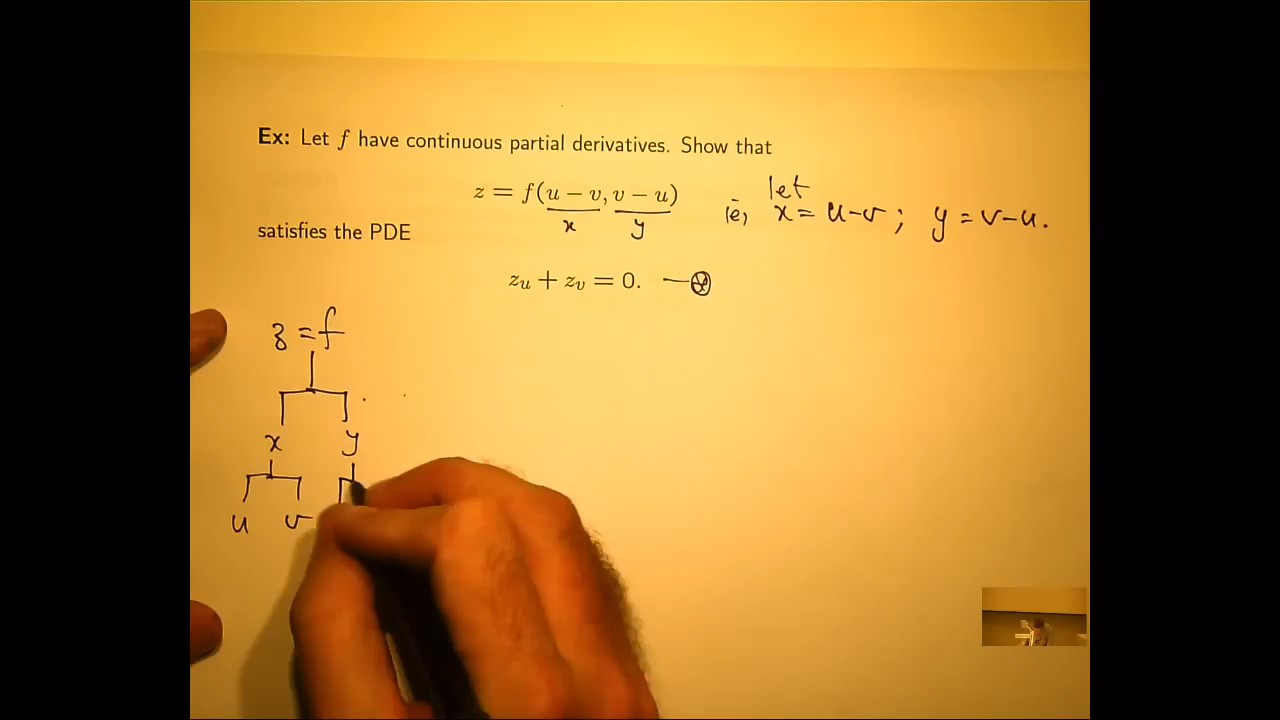 Ex: Let f have continuous partial derivatives. Show that
let
z = f(u − v, v − u) ie, x = u-v ; y = v-u.
x y
satisfies the PDE
z_u + z_v = 0. —⊛
z = f
x y
u v